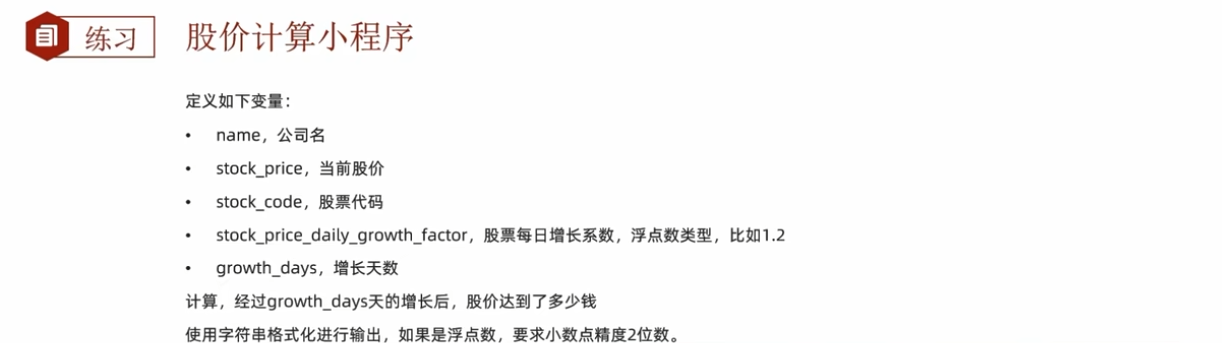 练习 股价计算小程序
定义如下变量：
• name，公司名
• stock_price，当前股价
• stock_code，股票代码
• stock_price_daily_growth_factor，股票每日增长系数，浮点数类型，比如1.2
• growth_days，增长天数
计算，经过growth_days天的增长后，股价达到了多少钱
使用字符串格式化进行输出，如果是浮点数，要求小数点精度2位数。